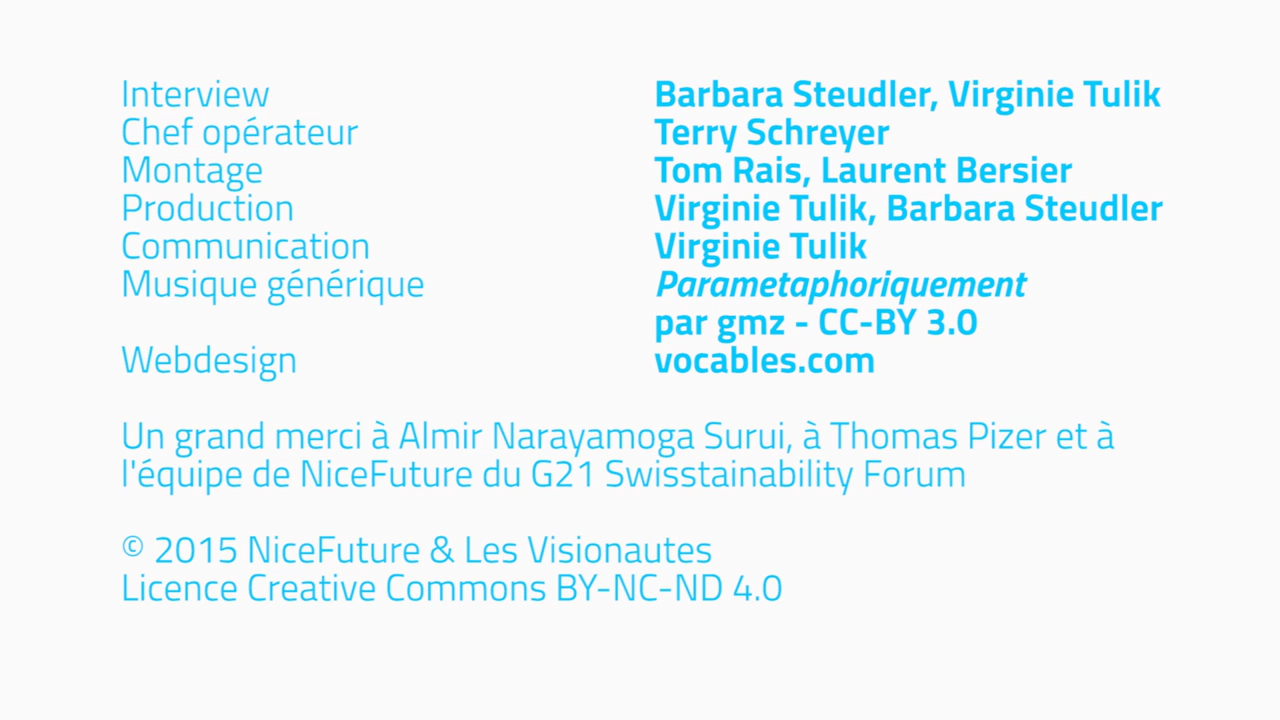 Interview Barbara Steudler, Virginie Tulik
Chef opérateur Terry Schreyer
Montage Tom Rais, Laurent Bersier
Production Virginie Tulik, Barbara Steudler
Communication Virginie Tulik
Musique générique Parametaphoriquement
par gmz - CC-BY 3.0
Webdesign vocables.com
Un grand merci à Almir Narayamoga Surui, à Thomas Pizer et à
l'équipe de NiceFuture du G21 Swisstainability Forum
© 2015 NiceFuture & Les Visionautes
Licence Creative Commons BY-NC-ND 4.0